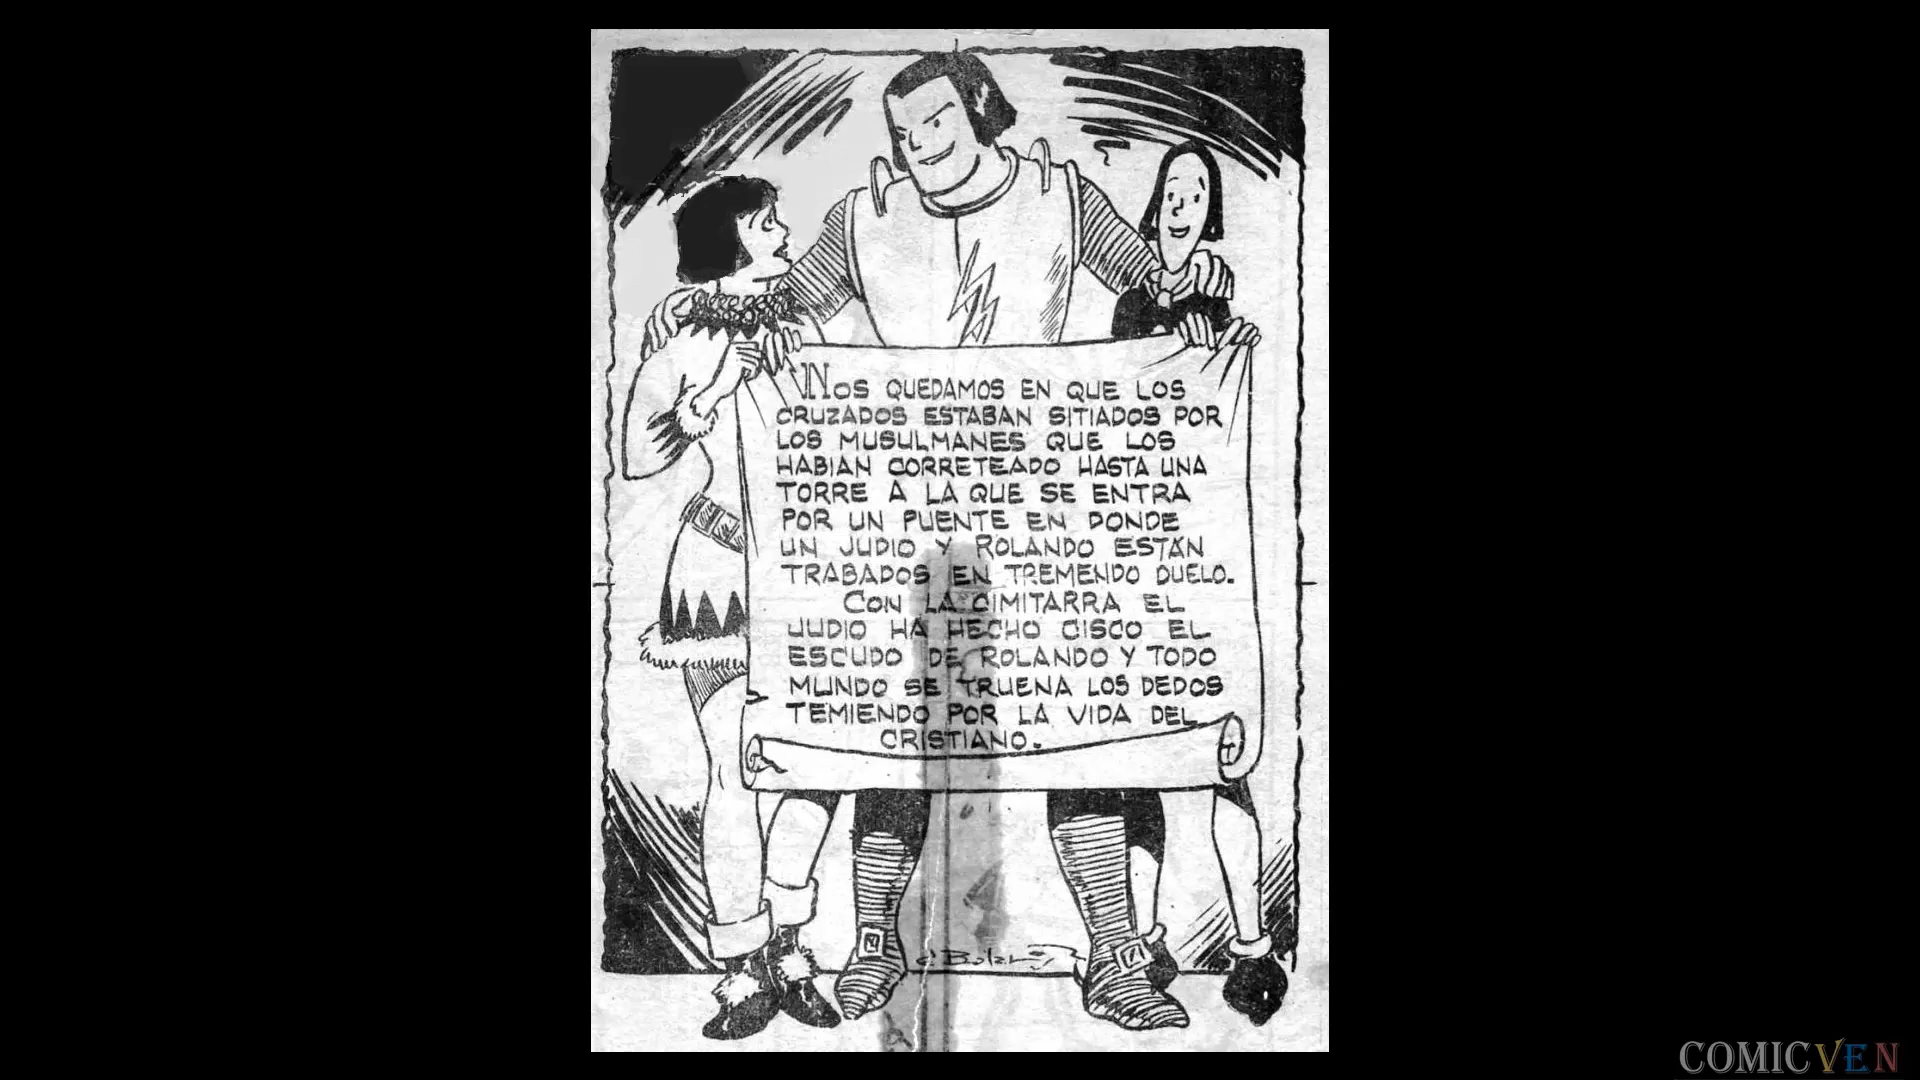 NOS QUEDAMOS EN QUE LOS
CRUZADOS ESTABAN SITIADOS POR
LOS MUSULMANES QUE LOS
HABIAN CORRETEADO HASTA UNA
TORRE A LA QUE SE ENTRA
POR UN PUENTE EN DONDE
UN JUDIO Y ROLANDO ESTÁN
TRABADOS EN TREMENDO DUELO.
CON LA CIMITARRA EL
JUDIO HA HECHO CISCO EL
ESCUDO DE ROLANDO Y TODO
MUNDO SE TRUENA LOS DEDOS
TEMIENDO POR LA VIDA DEL
CRISTIANO.
COMICVEN